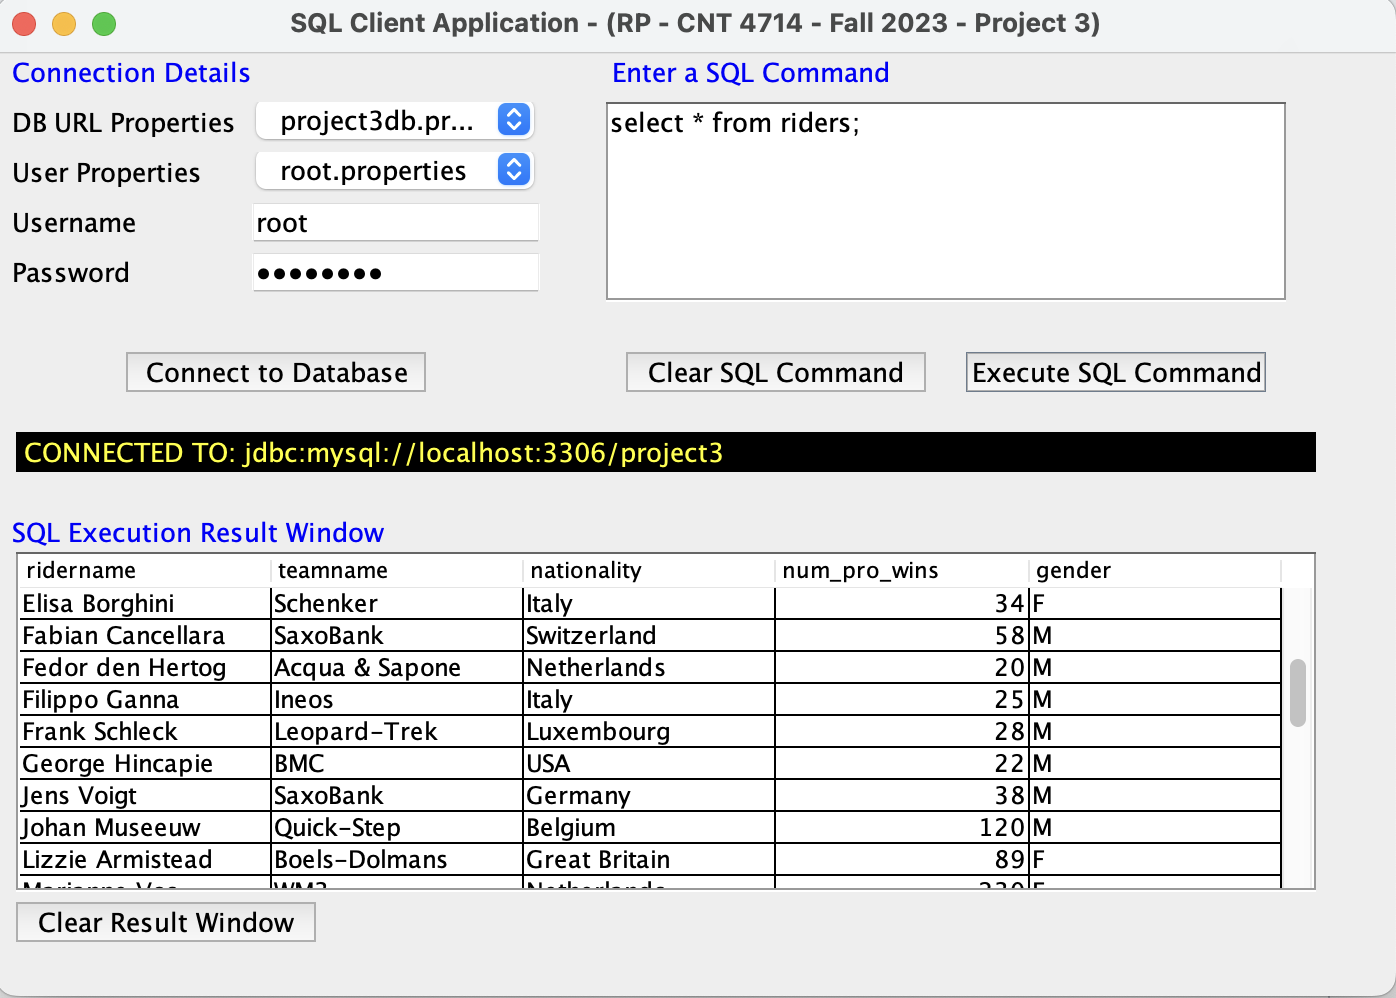 SQL Client Application - (RP - CNT 4714 - Fall 2023 - Project 3)
Connection Details
Enter a SQL Command
DB URL Properties project3db.pr...
select * from riders;
User Properties root.properties
Username root
Password ●●●●●●●●
Connect to Database
Clear SQL Command
Execute SQL Command
CONNECTED TO: jdbc:mysql://localhost:3306/project3
SQL Execution Result Window
ridername teamname nationality num_pro_wins gender
Elisa Borghini Schenker Italy 34 F
Fabian Cancellara SaxoBank Switzerland 58 M
Fedor den Hertog Acqua & Sapone Netherlands 20 M
Filippo Ganna Ineos Italy 25 M
Frank Schleck Leopard-Trek Luxembourg 28 M
George Hincapie BMC USA 22 M
Jens Voigt SaxoBank Germany 38 M
Johan Museeuw Quick-Step Belgium 120 M
Lizzie Armistead Boels-Dolmans Great Britain 89 F
Netherlands
Clear Result Window